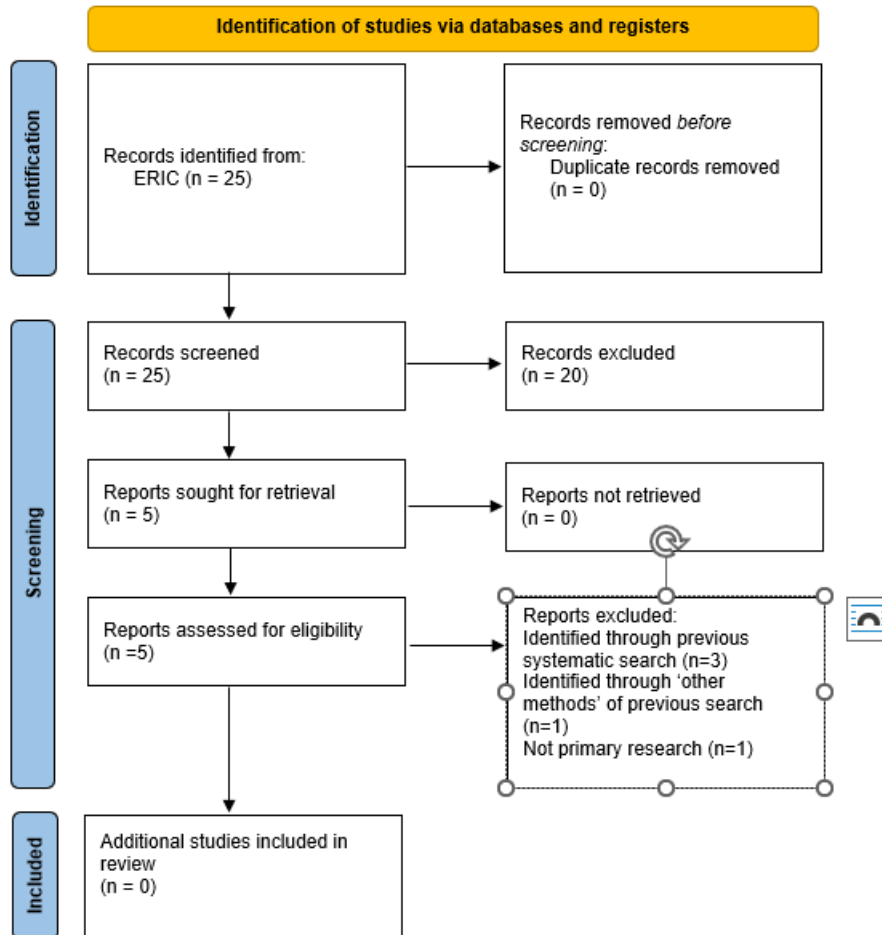 Identification of studies via databases and registers
Identification
Records identified from:
ERIC (n = 25)
Records removed before
screening:
Duplicate records removed
(n = 0)
Screening
Records screened
(n = 25)
Records excluded
(n = 20)
Reports sought for retrieval
(n = 5)
Reports not retrieved
(n = 0)
Reports assessed for eligibility
(n =5)
Reports excluded:
Identified through previous
systematic search (n=3)
Identified through ‘other
methods’ of previous search
(n=1)
Not primary research (n=1)
Included
Additional studies included in
review
(n = 0)